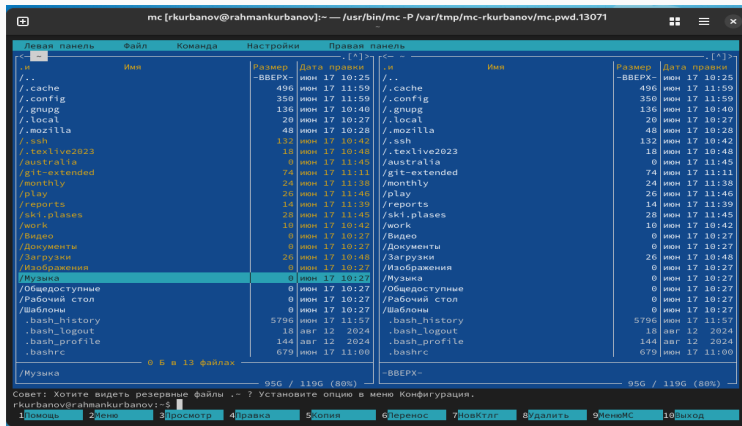 mc [rkurbanov@rahmankurbanov]:~ — /usr/bin/mc -P /var/tmp/mc-rkurbanov/mc.pwd.13071
Левая панель Файл Команда Настройки Правая панель
<— ~ .[^]> <— ~ .[^]>
.и Имя Размер Дата правки .и Имя Размер Дата правки
/.. -ВВЕРХ- июн 17 10:25 /.. -ВВЕРХ- июн 17 10:25
/.cache 496 июн 17 11:59 /.cache 496 июн 17 11:59
/.config 350 июн 17 11:59 /.config 350 июн 17 11:59
/.gnupg 136 июн 17 10:40 /.gnupg 136 июн 17 10:40
/.local 20 июн 17 10:27 /.local 20 июн 17 10:27
/.mozilla 48 июн 17 10:28 /.mozilla 48 июн 17 10:28
/.ssh 132 июн 17 10:42 /.ssh 132 июн 17 10:42
/.texlive2023 18 июн 17 10:48 /.texlive2023 18 июн 17 10:48
/australia 0 июн 17 11:45 /australia 0 июн 17 11:45
/git-extended 74 июн 17 11:11 /git-extended 74 июн 17 11:11
/monthly 24 июн 17 11:38 /monthly 24 июн 17 11:38
/play 26 июн 17 11:46 /play 26 июн 17 11:46
/reports 14 июн 17 11:39 /reports 14 июн 17 11:39
/ski.plases 28 июн 17 11:45 /ski.plases 28 июн 17 11:45
/work 10 июн 17 10:42 /work 10 июн 17 10:42
/Видео 0 июн 17 10:27 /Видео 0 июн 17 10:27
/Документы 0 июн 17 10:27 /Документы 0 июн 17 10:27
/Загрузки 26 июн 17 10:48 /Загрузки 26 июн 17 10:48
/Изображения 0 июн 17 10:27 /Изображения 0 июн 17 10:27
/Музыка 0 июн 17 10:27 /Музыка 0 июн 17 10:27
/Общедоступные 0 июн 17 10:27 /Общедоступные 0 июн 17 10:27
/Рабочий стол 0 июн 17 10:27 /Рабочий стол 0 июн 17 10:27
/Шаблоны 0 июн 17 10:27 /Шаблоны 0 июн 17 10:27
.bash_history 5796 июн 17 11:57 .bash_history 5796 июн 17 11:57
.bash_logout 18 авг 12 2024 .bash_logout 18 авг 12 2024
.bash_profile 144 авг 12 2024 .bash_profile 144 авг 12 2024
.bashrc 679 июн 17 11:00 .bashrc 679 июн 17 11:00
0 Б в 13 файлах
/Музыка -ВВЕРХ-
95G / 119G (80%) 95G / 119G (80%)
Совет: Хотите видеть резервные файлы .~ ? Установите опцию в меню Конфигурация.
rkurbanov@rahmankurbanov:~$
1Помощь 2Меню 3Просмотр 4Правка 5Копия 6Перенос 7НовКтлг 8Удалить 9МенюMC 10Выход